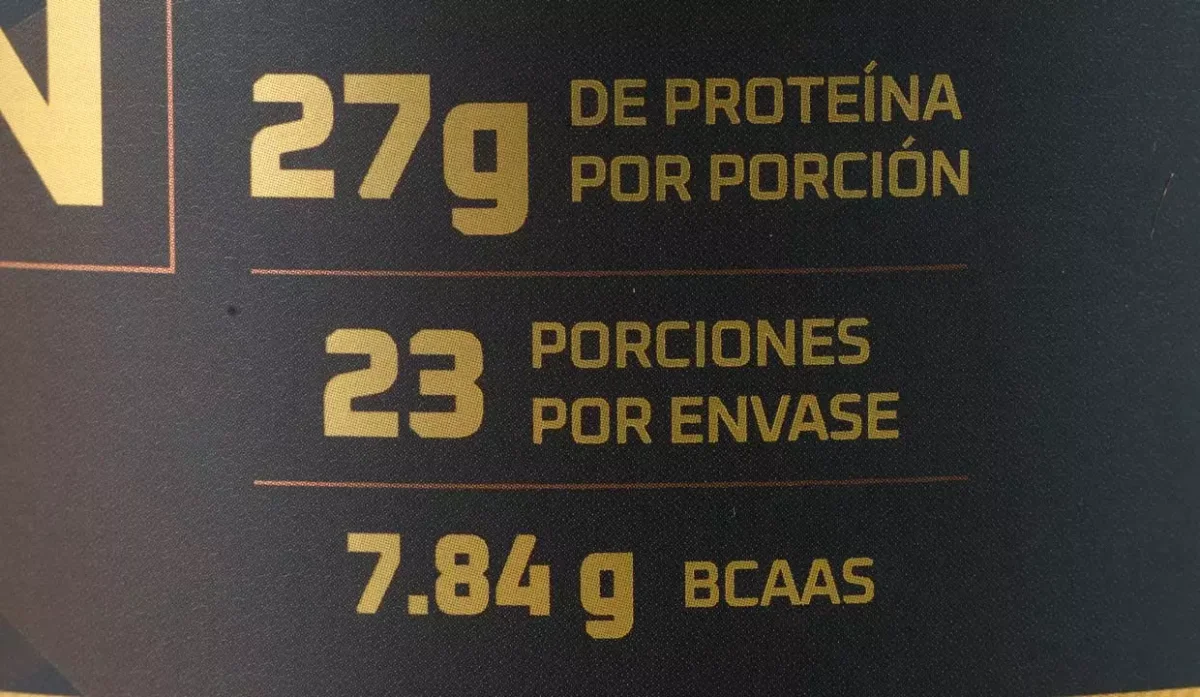 N
27g DE PROTEÍNA
POR PORCIÓN
23 PORCIONES
POR ENVASE
7.84 g BCAAS